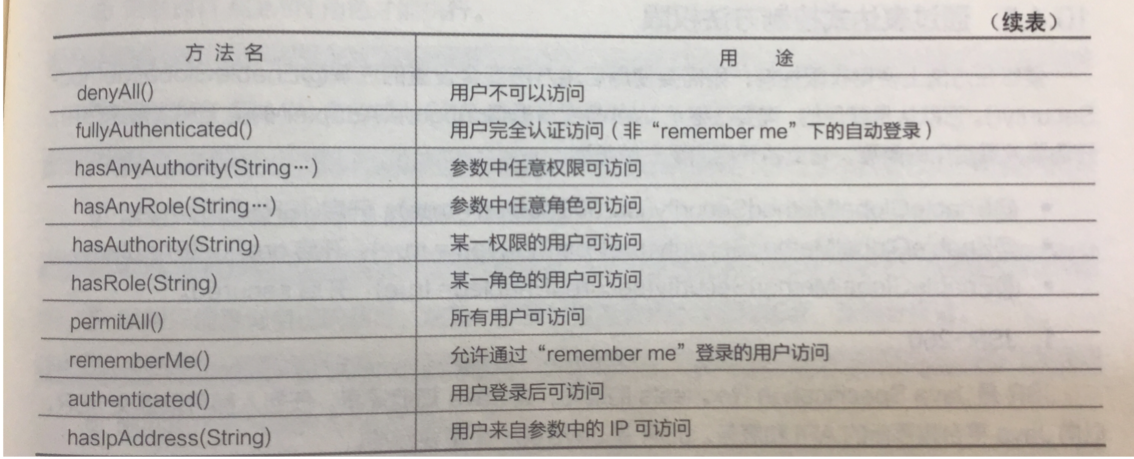 （续表）
方 法 名 用 途
denyAll() 用户不可以访问
fullyAuthenticated() 用户完全认证访问（非“remember me”下的自动登录）
hasAnyAuthority(String…) 参数中任意权限可访问
hasAnyRole(String…) 参数中任意角色可访问
hasAuthority(String) 某一权限的用户可访问
hasRole(String) 某一角色的用户可访问
permitAll() 所有用户可访问
rememberMe() 允许通过“remember me”登录的用户访问
authenticated() 用户登录后可访问
hasIpAddress(String) 用户来自参数中的 IP 可访问